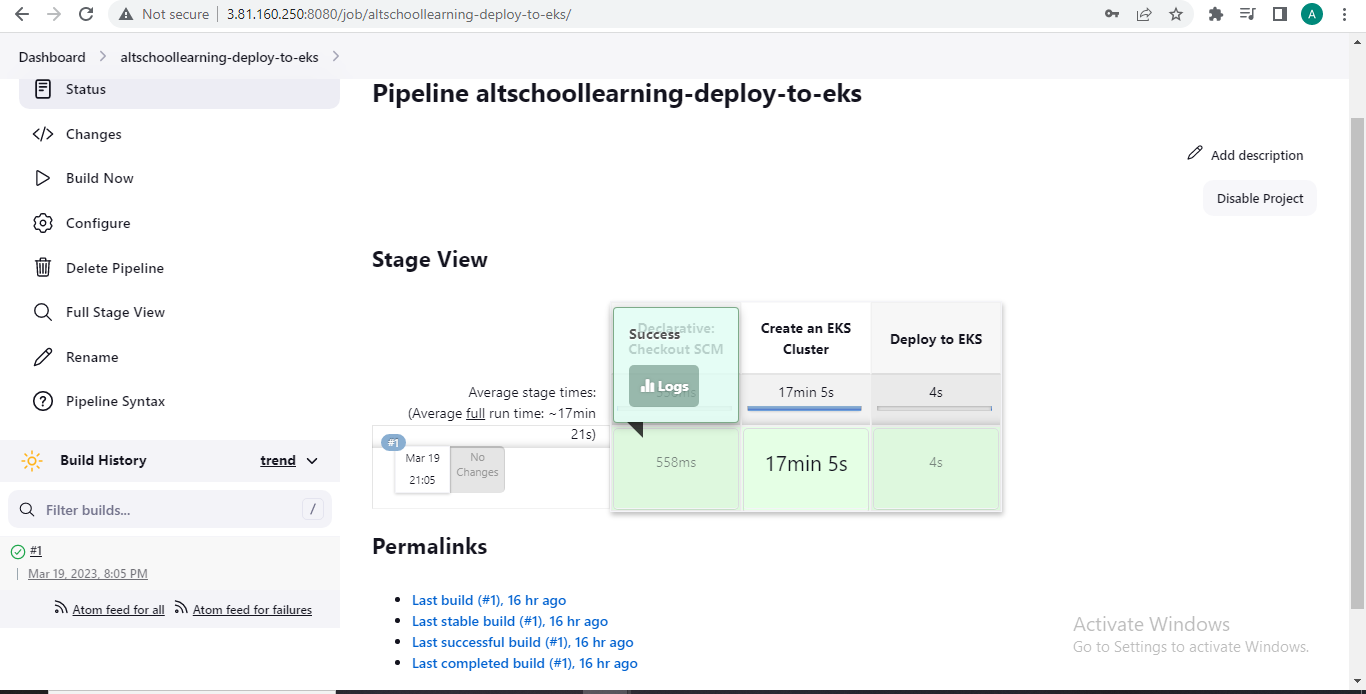 Not secure
3.81.160.250:8080/job/altschoollearning-deploy-to-eks/
A
Dashboard
altschoollearning-deploy-to-eks
Status
Changes
Build Now
Configure
Delete Pipeline
Full Stage View
Rename
Pipeline Syntax
Build History
trend
Filter builds...
/
#1
Mar 19, 2023, 8:05 PM
Atom feed for all
Atom feed for failures
Pipeline altschoollearning-deploy-to-eks
Add description
Disable Project
Stage View
Declarative:
Checkout SCM
Success
Logs
Create an EKS
Cluster
Deploy to EKS
Average stage times:
(Average full run time: ~17min
21s)
558ms
17min 5s
4s
#1
Mar 19
21:05
No
Changes
558ms
17min 5s
4s
Permalinks
Last build (#1), 16 hr ago
Last stable build (#1), 16 hr ago
Last successful build (#1), 16 hr ago
Last completed build (#1), 16 hr ago
Activate Windows
Go to Settings to activate Windows.